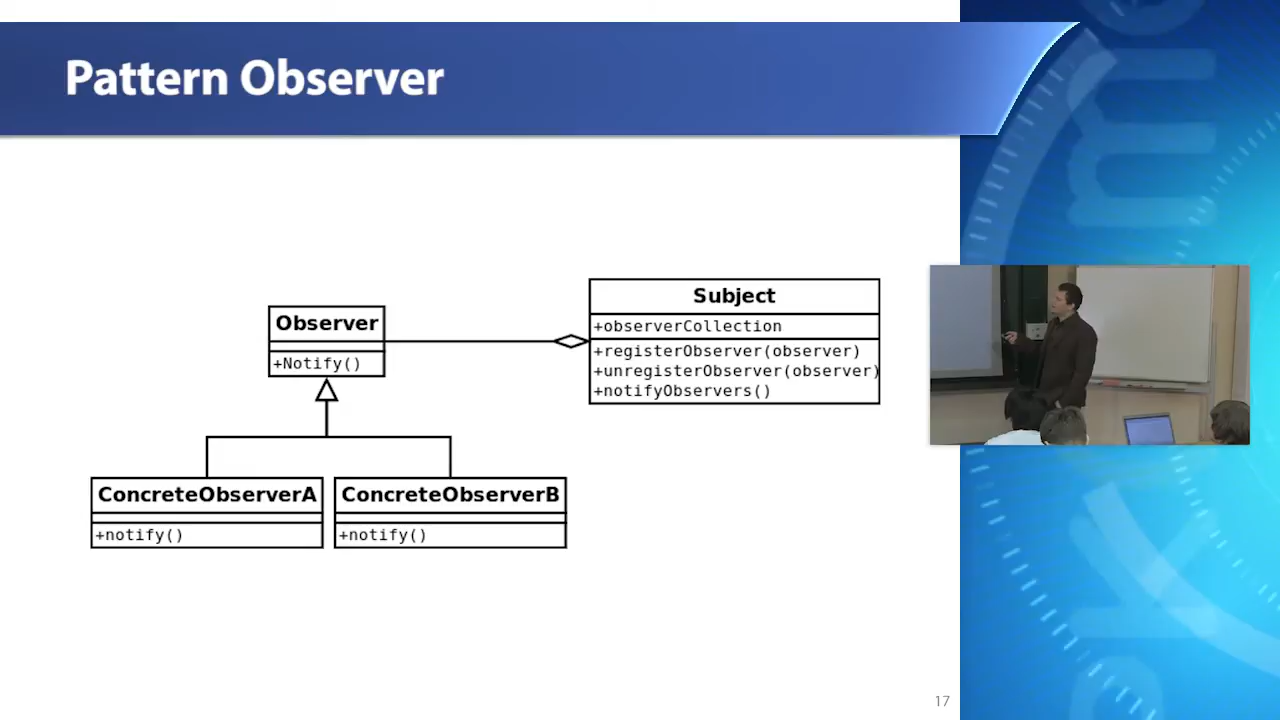 Pattern Observer
Observer
+Notify()
Subject
+observerCollection
+registerObserver(observer)
+unregisterObserver(observer)
+notifyObservers()
ConcreteObserverA
+notify()
ConcreteObserverB
+notify()
17